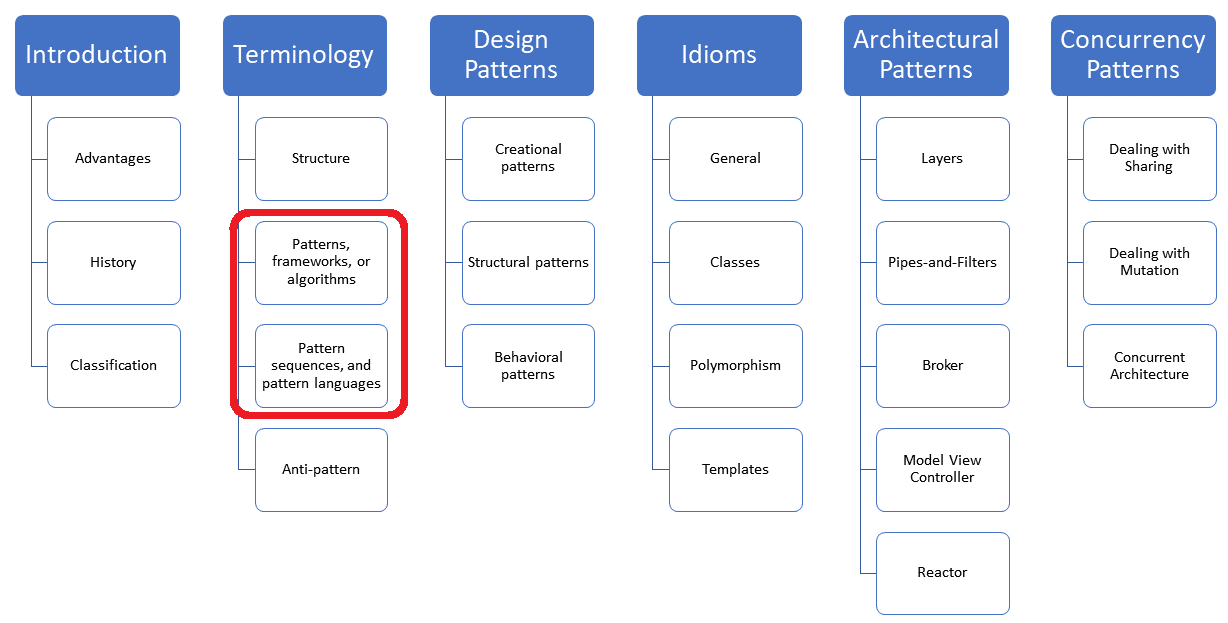 Introduction
Advantages
History
Classification
Terminology
Structure
Patterns,
frameworks, or
algorithms
Pattern
sequences, and
pattern languages
Anti-pattern
Design
Patterns
Creational
patterns
Structural patterns
Behavioral
patterns
Idioms
General
Classes
Polymorphism
Templates
Architectural
Patterns
Layers
Pipes-and-Filters
Broker
Model View
Controller
Reactor
Concurrency
Patterns
Dealing with
Sharing
Dealing with
Mutation
Concurrent
Architecture